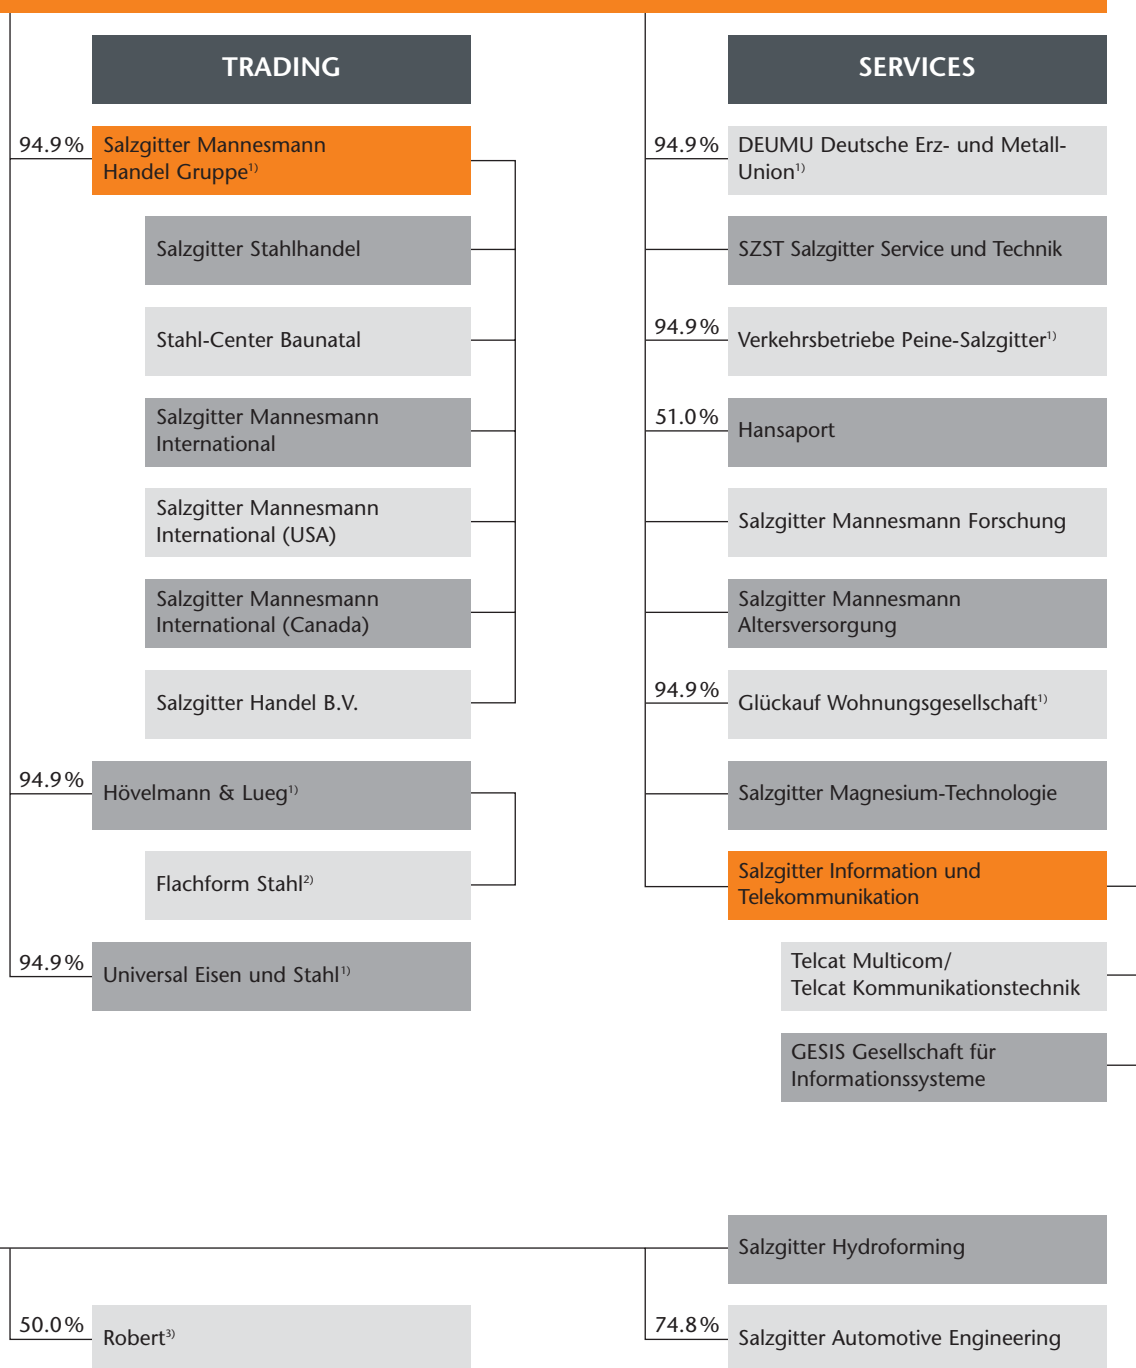 TRADING
94.9%
Salzgitter Mannesmann
Handel Gruppe¹⁾
Salzgitter Stahlhandel
Stahl-Center Baunatal
Salzgitter Mannesmann
International
Salzgitter Mannesmann
International (USA)
Salzgitter Mannesmann
International (Canada)
Salzgitter Handel B.V.
94.9%
Hövelmann & Lueg¹⁾
Flachform Stahl²⁾
94.9%
Universal Eisen und Stahl¹⁾
SERVICES
94.9%
DEUMU Deutsche Erz- und Metall-
Union¹⁾
SZST Salzgitter Service und Technik
94.9%
Verkehrsbetriebe Peine-Salzgitter¹⁾
51.0%
Hansaport
Salzgitter Mannesmann Forschung
Salzgitter Mannesmann
Altersversorgung
94.9%
Glückauf Wohnungsgesellschaft¹⁾
Salzgitter Magnesium-Technologie
Salzgitter Information und
Telekommunikation
Telcat Multicom/
Telcat Kommunikationstechnik
GESIS Gesellschaft für
Informationssysteme
Salzgitter Hydroforming
50.0%
Robert³⁾
74.8%
Salzgitter Automotive Engineering